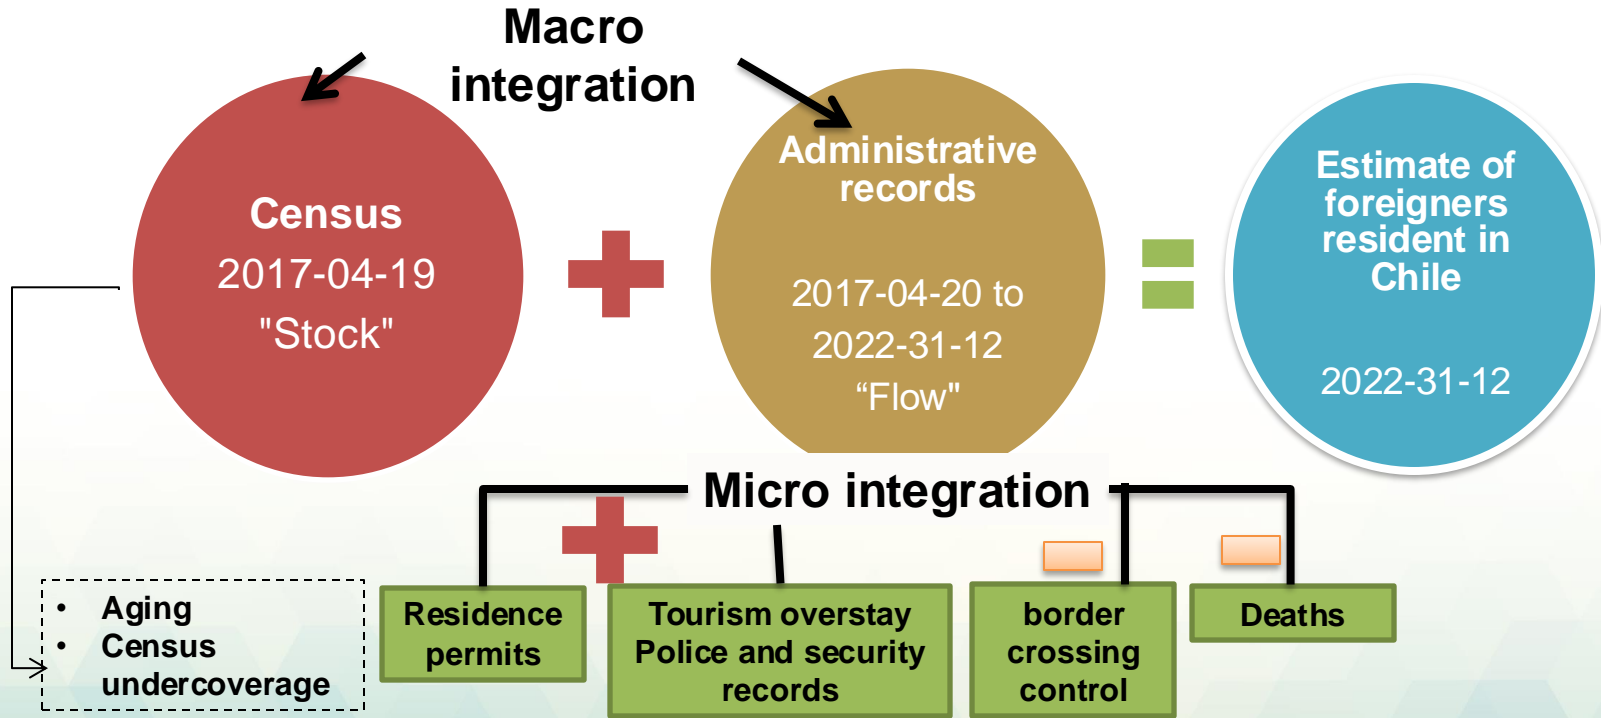 Macro
integration
Census
2017-04-19
"Stock"
Administrative
records
2017-04-20 to
2022-31-12
“Flow"
Estimate of
foreigners
resident in
Chile
2022-31-12
Micro integration
• Aging
• Census
undercoverage
Residence
permits
Tourism overstay
Police and security
records
border
crossing
control
Deaths